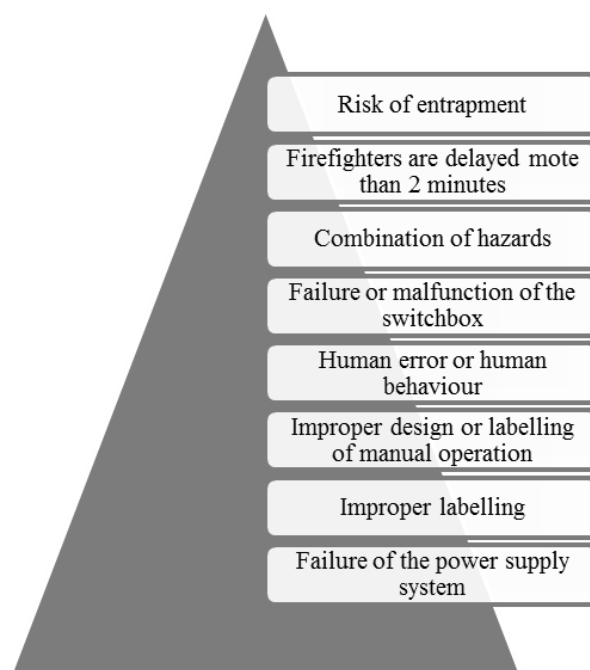 Risk of entrapment
Firefighters are delayed mote
than 2 minutes
Combination of hazards
Failure or malfunction of the
switchbox
Human error or human
behaviour
Improper design or labelling
of manual operation
Improper labelling
Failure of the power supply
system